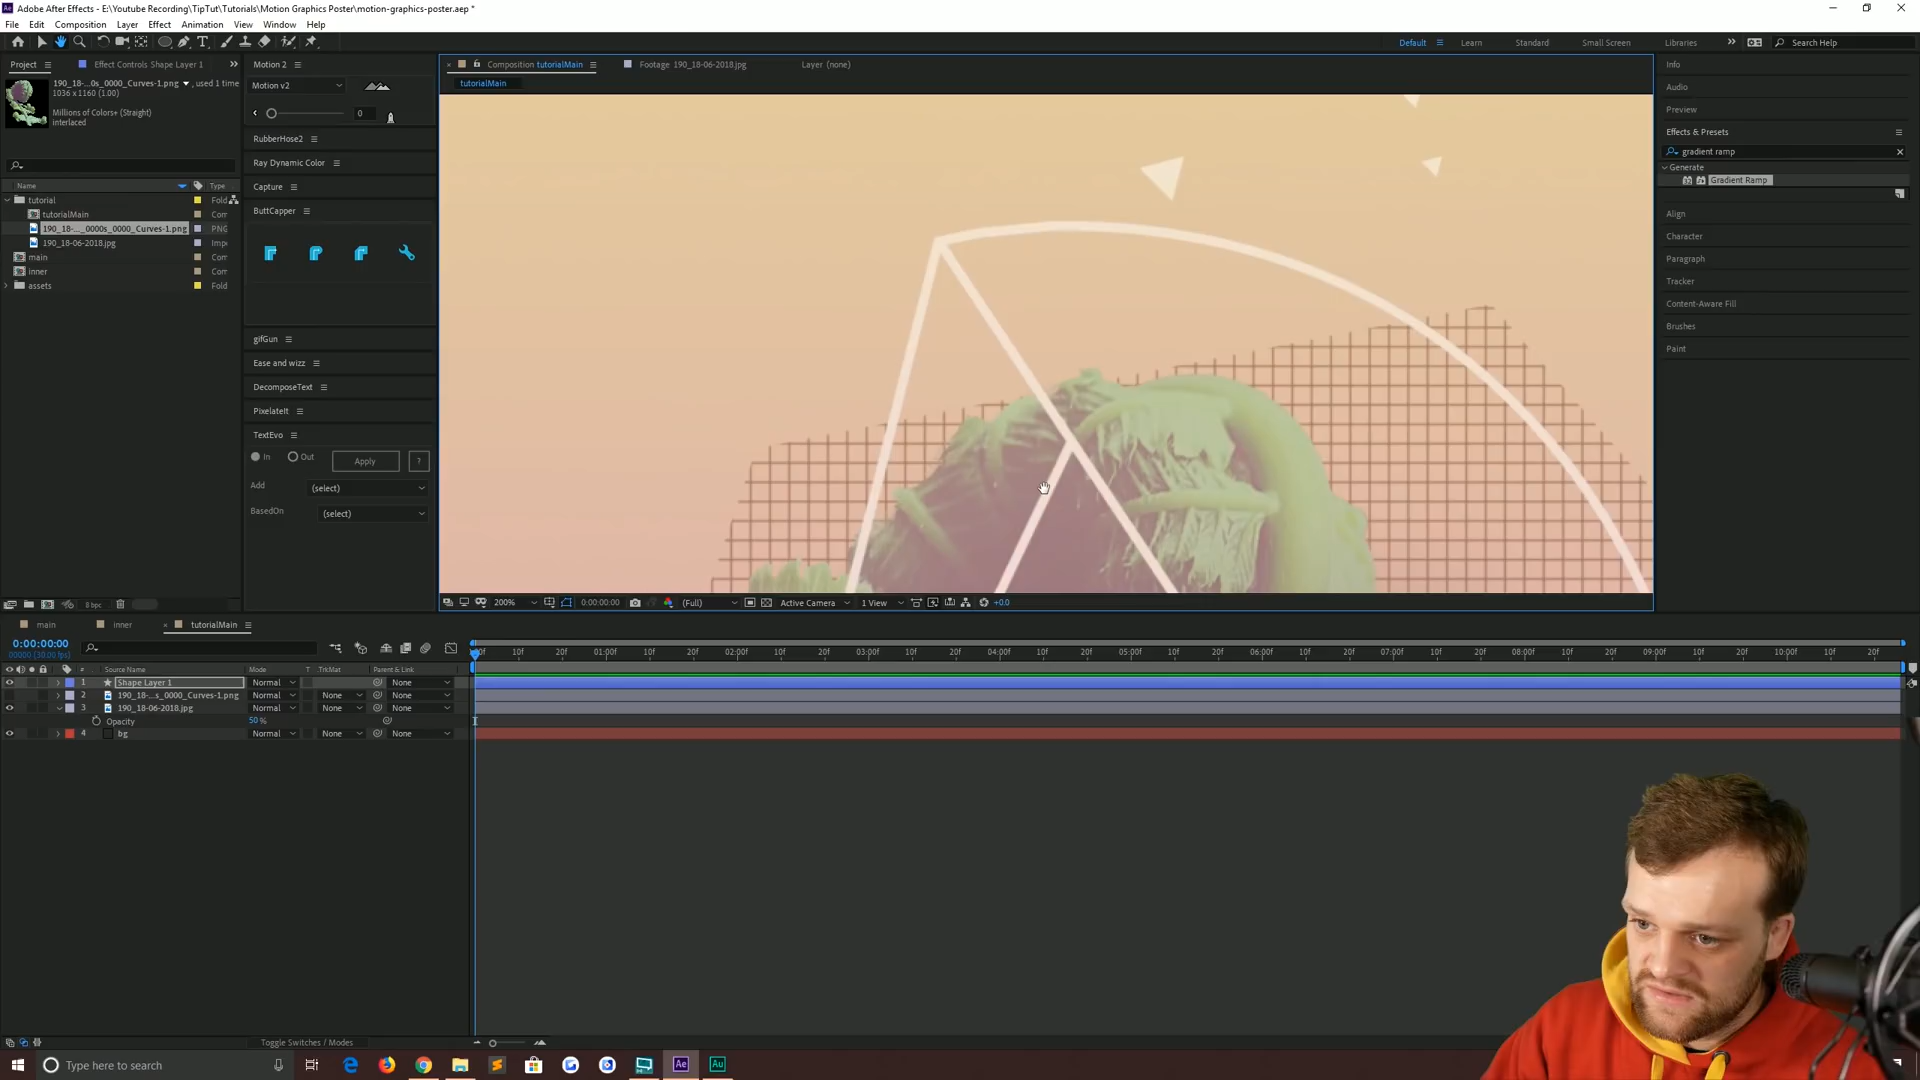 Adobe After Effects - E:\Youtube Recording\TipTut\Tutorials\Motion Graphics Poster\motion-graphics-poster.aep *
File Edit Composition Layer Effect Animation View Window Help
Default Learn Standard Small Screen Libraries Search Help
Project Effect Controls Shape Layer 1
190_18-...0s_0000_Curves-1.png , used 1 time
1036 x 1160 (1.00)
Millions of Colors+ (Straight)
interlaced
Name Type
tutorial Fold
tutorialMain Com
190_18-..._0000s_0000_Curves-1.png PNG
190_18-06-2018.jpg Imp
main Com
inner Com
assets Fold
8 bpc
Motion 2
Motion v2
0
RubberHose2
Ray Dynamic Color
Capture
ButtCapper
gifGun
Ease and wizz
DecomposeText
PixelateIt
TextEvo
In Out Apply ?
Add (select)
BasedOn (select)
Composition tutorialMain Footage 190_18-06-2018.jpg Layer (none)
tutorialMain
200% 0:00:00:00 (Full) Active Camera 1 View +0.0
Info
Audio
Preview
Effects & Presets
gradient ramp
Generate
Gradient Ramp
Align
Character
Paragraph
Tracker
Content-Aware Fill
Brushes
Paint
main inner tutorialMain
0:00:00:00
00000 (30.00 fps)
# Source Name Mode T .TrkMat Parent & Link
10f 20f 01:00f 10f 20f 02:00f 10f 20f 03:00f 10f 20f 04:00f 10f 20f 05:00f 10f 20f 06:00f 10f 20f 07:00f 10f 20f 08:00f 10f 20f 09:00f 10f 20f 10:00f 10f 20f
1 Shape Layer 1 Normal None
2 190_18-...s_0000_Curves-1.png Normal None None
3 190_18-06-2018.jpg Normal None None
Opacity 50 %
4 bg Normal None None
Toggle Switches / Modes
Type here to search
Ae Au